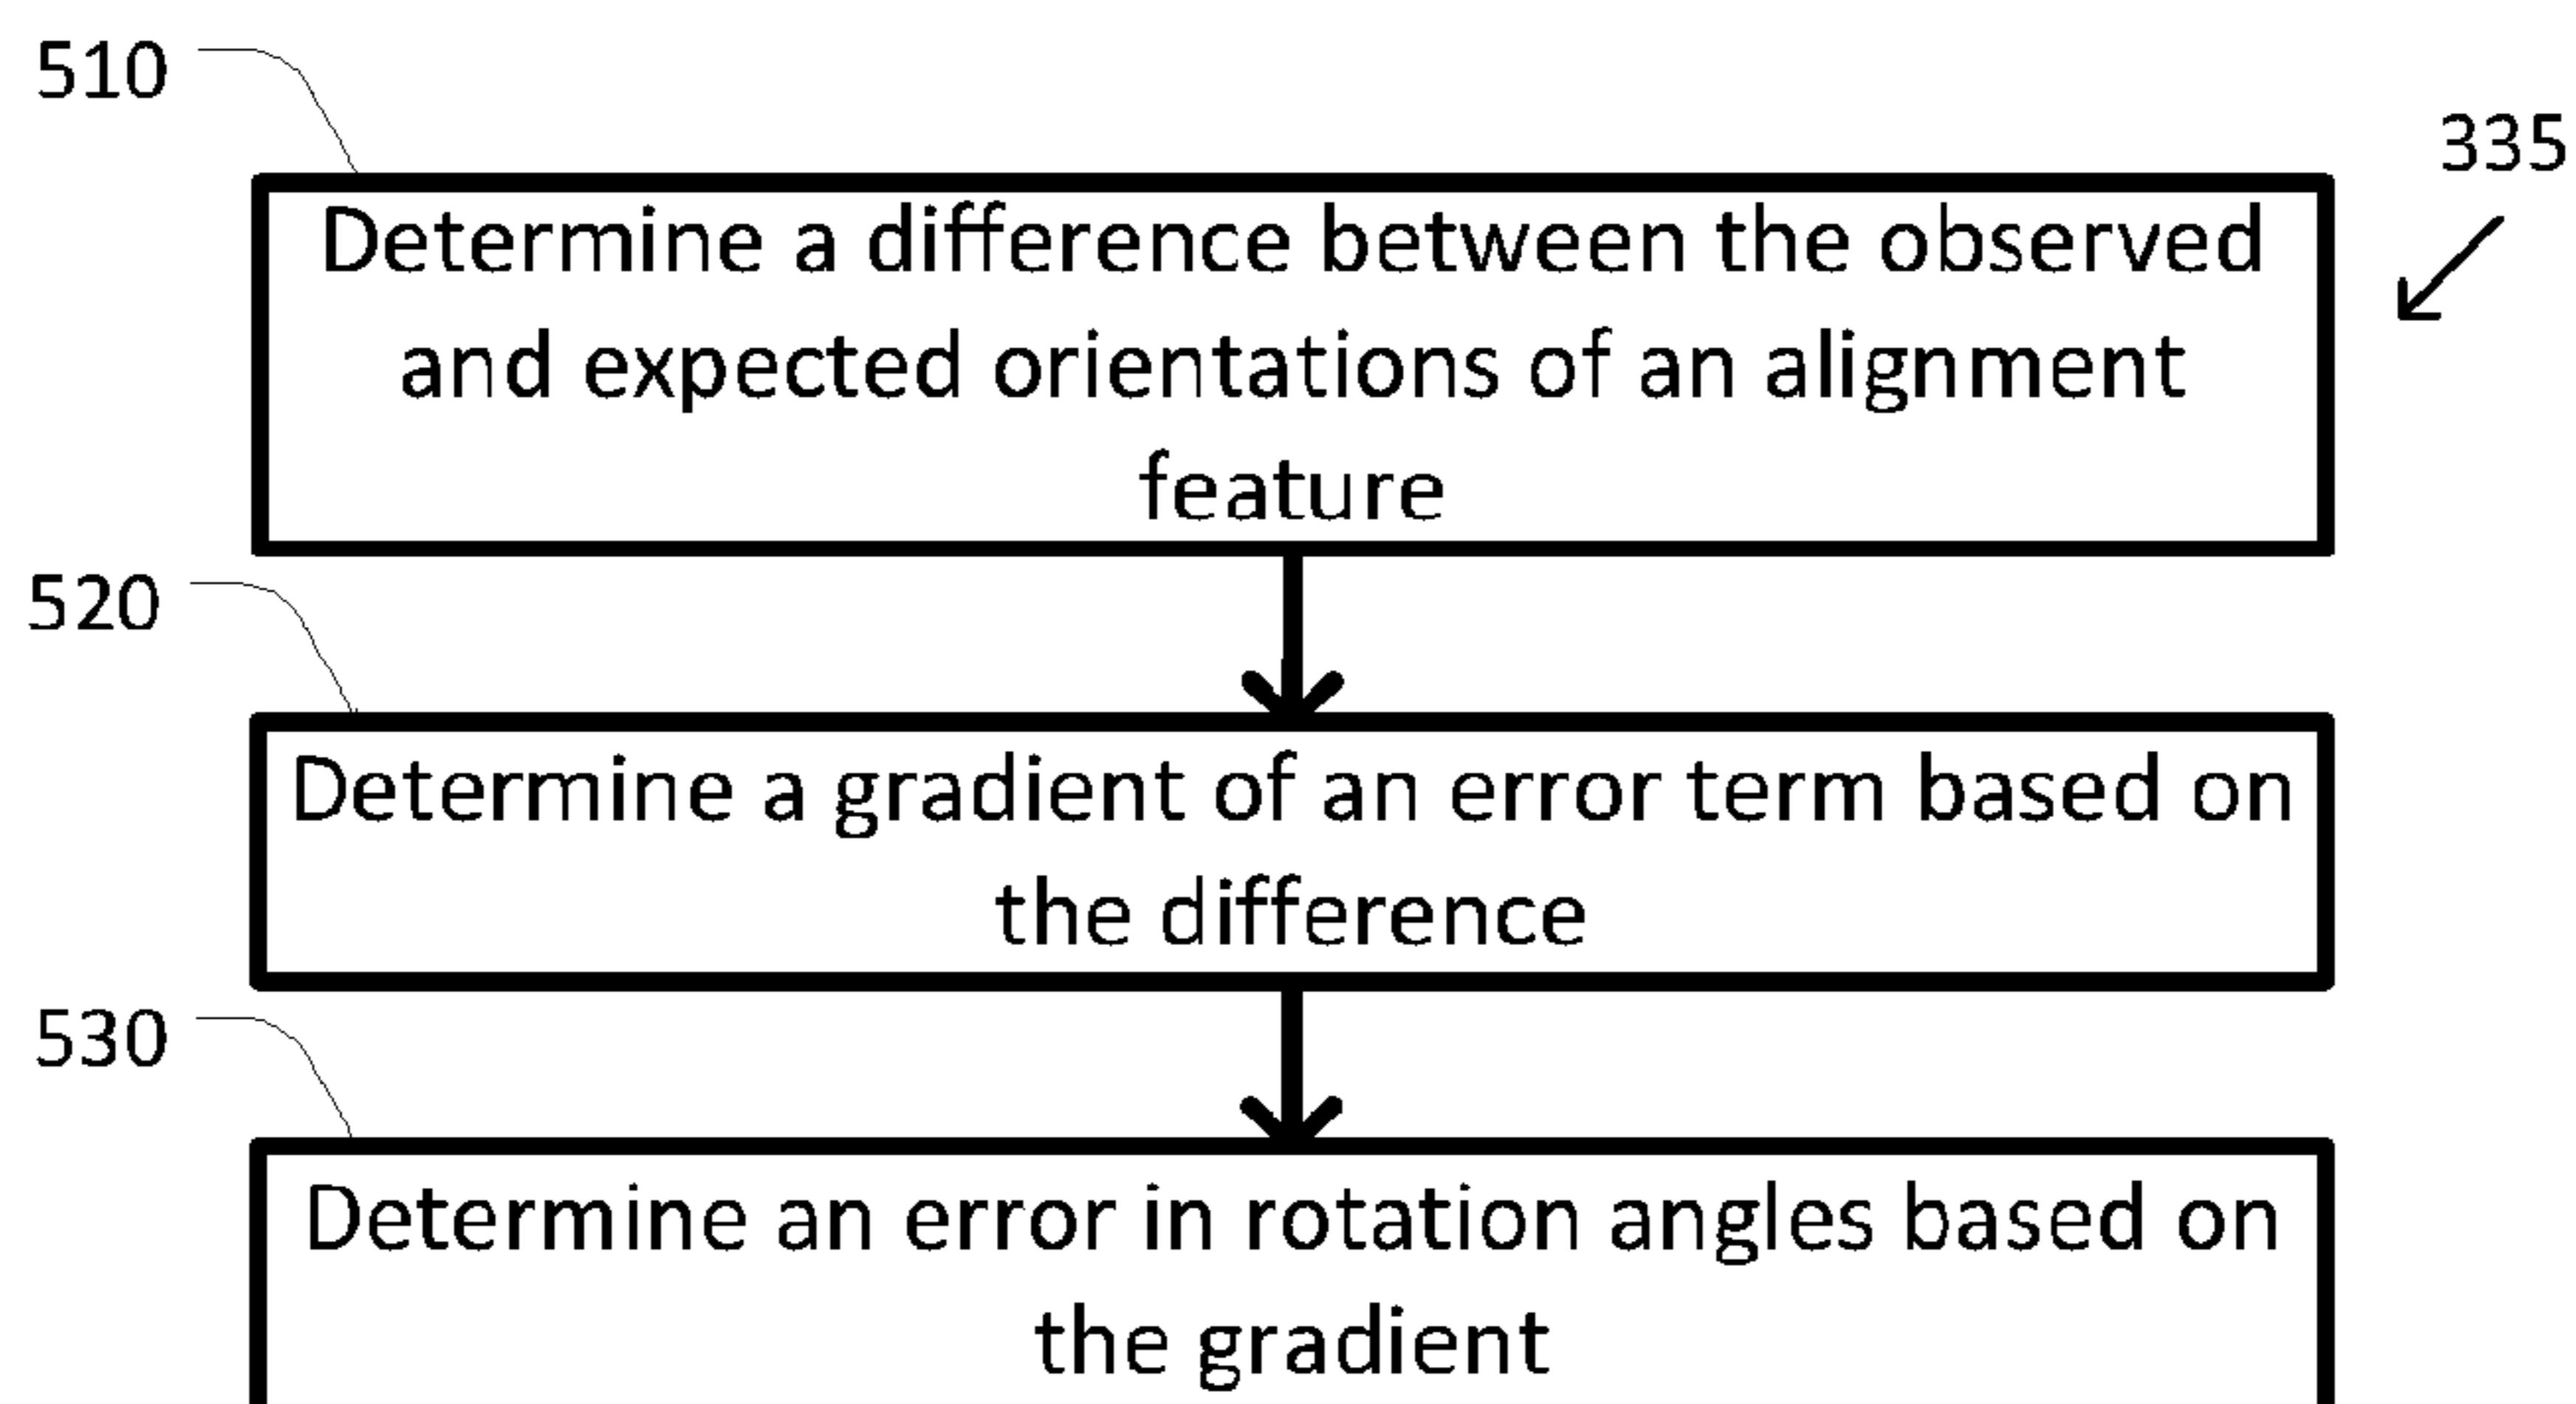 510
335
Determine a difference between the observed
and expected orientations of an alignment
feature
520
Determine a gradient of an error term based on
the difference
530
Determine an error in rotation angles based on
the gradient